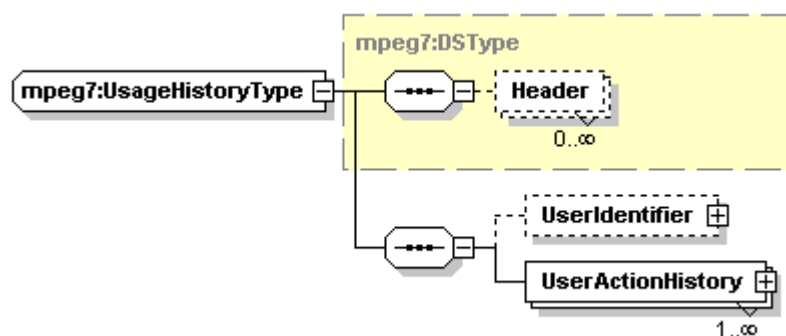 mpeg7:DSType
mpeg7:UsageHistoryType
Header
0..∞
UserIdentifier
UserActionHistory
1..∞